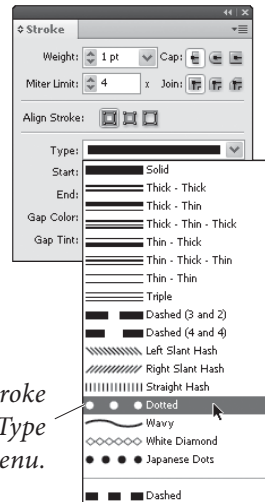 Stroke
Weight: 1 pt Cap:
Miter Limit: 4 x Join:
Align Stroke:
Type:
Start:
End:
Gap Color:
Gap Tint:
Solid
Thick - Thick
Thick - Thin
Thick - Thin - Thick
Thin - Thick
Thin - Thick - Thin
Thin - Thin
Triple
Dashed (3 and 2)
Dashed (4 and 4)
Left Slant Hash
Right Slant Hash
Straight Hash
Dotted
Wavy
White Diamond
Japanese Dots
Dashed
Type